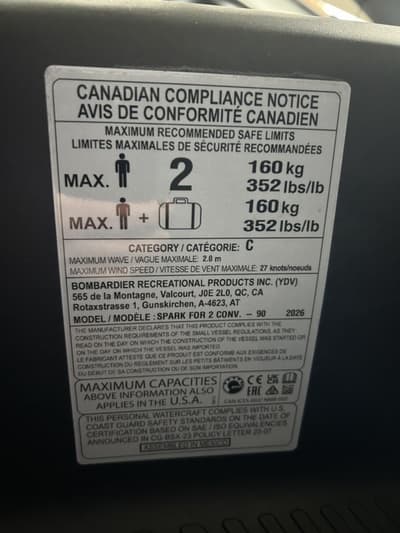 CANADIAN COMPLIANCE NOTICE
AVIS DE CONFORMITÉ CANADIEN
MAXIMUM RECOMMENDED SAFE LIMITS
LIMITES MAXIMALES DE SÉCURITÉ RECOMMANDÉES
MAX. 2 160 kg
352 lbs/lb
MAX. + 160 kg
352 lbs/lb
CATEGORY / CATÉGORIE: C
MAXIMUM WAVE / VAGUE MAXIMALE: 2.0 m
MAXIMUM WIND SPEED / VITESSE DE VENT MAXIMALE: 27 knots/noeuds
BOMBARDIER RECREATIONAL PRODUCTS INC. (YDV)
565 de la Montagne, Valcourt, J0E 2L0, QC, CA
Rotaxstrasse 1, Gunskirchen, A-4623, AT
MODEL / MODÈLE : SPARK FOR 2 CONV. - 90 2026
THE MANUFACTURER DECLARES THAT THIS PRODUCT COMPLIES WITH THE
CONSTRUCTION REQUIREMENTS OF THE SMALL VESSEL REGULATIONS, AS THEY
READ ON THE DAY ON WHICH THE CONSTRUCTION OF THE VESSEL WAS STARTED OR
ON THE DAY ON WHICH THE VESSEL WAS IMPORTED.
LE FABRICANT ATTESTE QUE CE PRODUIT EST CONFORME AUX EXIGENCES DE
CONSTRUCTION DU RÈGLEMENT SUR LES PETITS BÂTIMENTS EN VIGUEUR À LA DATE
DU DÉBUT DE SA CONSTRUCTION OU DE SON IMPORTATION.
MAXIMUM CAPACITIES
ABOVE INFORMATION ALSO
APPLIES IN THE U.S.A.
CE UK CA
EAC
THIS PERSONAL WATERCRAFT COMPLIES WITH U.S.
COAST GUARD SAFETY STANDARDS ON THE DATE OF
CERTIFICATION BASED ON SAE / ISO EQUIVALENCIES
ANNOUNCED IN CG-BSX-23 POLICY LETTER 25-07
ASSEMBLED IN MEXICO